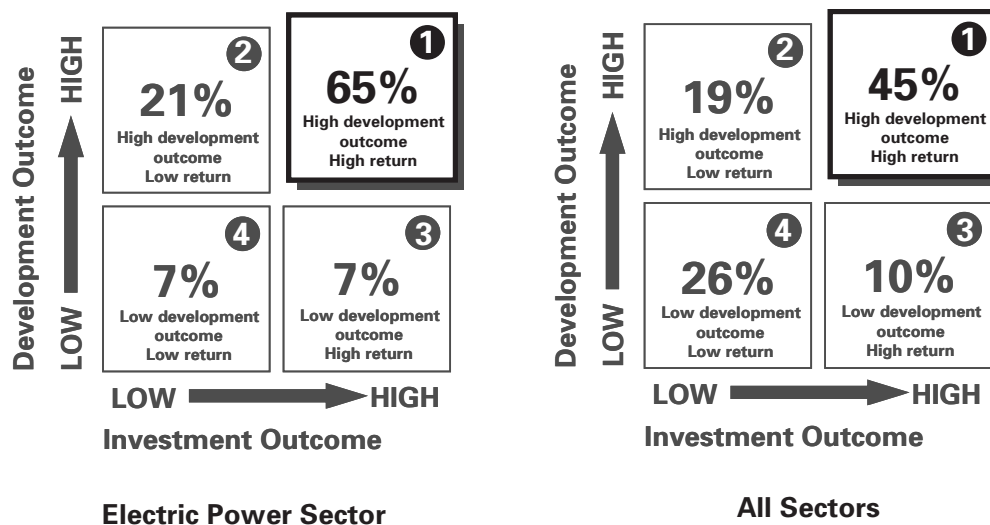 Development Outcome
HIGH
LOW
2
21%
High development
outcome
Low return
1
65%
High development
outcome
High return
4
7%
Low development
outcome
Low return
3
7%
Low development
outcome
High return
LOW
HIGH
Investment Outcome
Electric Power Sector
Development Outcome
HIGH
LOW
2
19%
High development
outcome
Low return
1
45%
High development
outcome
High return
4
26%
Low development
outcome
Low return
3
10%
Low development
outcome
High return
LOW
HIGH
Investment Outcome
All Sectors